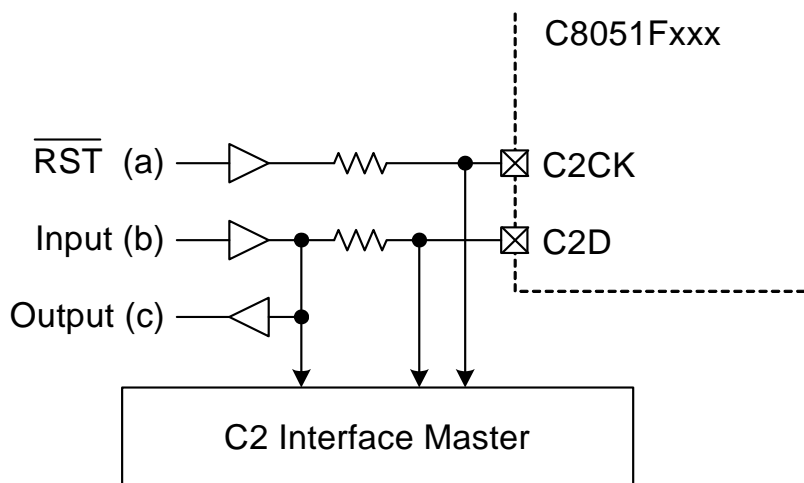 C8051Fxxx
RST (a)
C2CK
Input (b)
C2D
Output (c)
C2 Interface Master